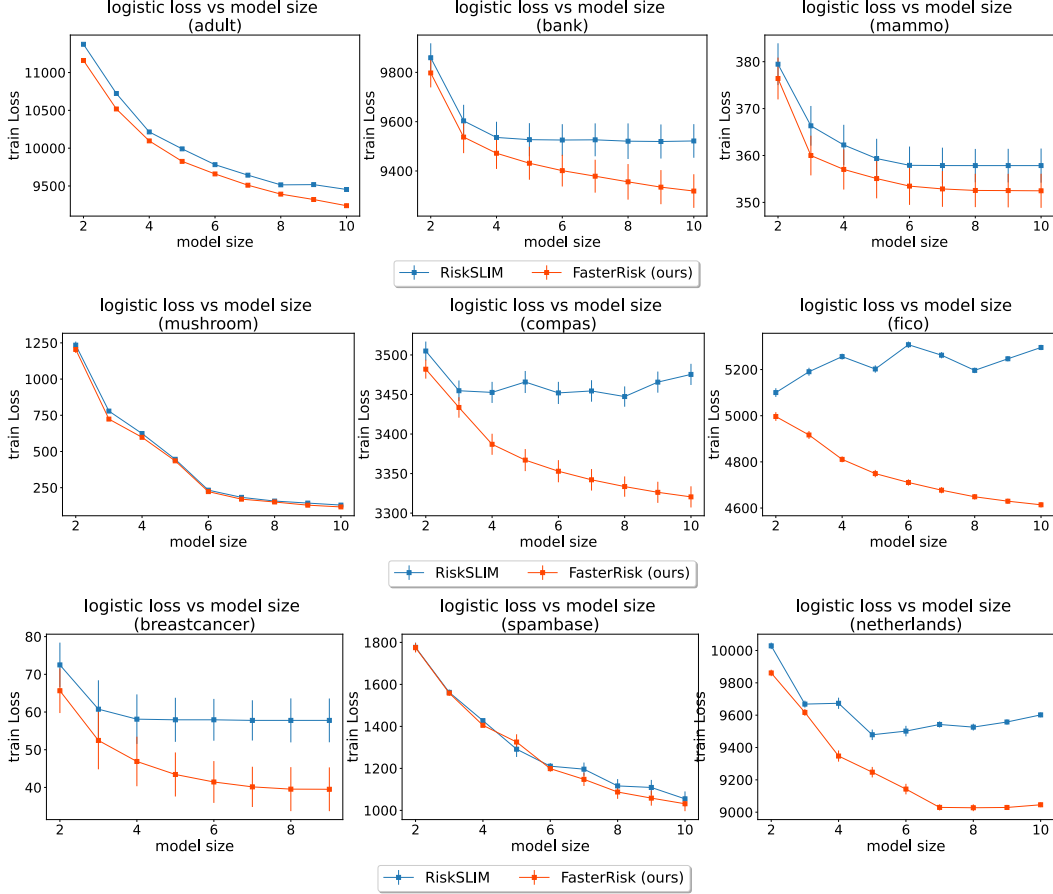 logistic loss vs model size
(adult)
train Loss
11000
10500
10000
9500
2 4 6 8 10
model size
logistic loss vs model size
(bank)
train Loss
9800
9600
9400
2 4 6 8 10
model size
logistic loss vs model size
(mammo)
train Loss
380
370
360
350
2 4 6 8 10
model size
RiskSLIM FasterRisk (ours)
logistic loss vs model size
(mushroom)
train Loss
1250
1000
750
500
250
2 4 6 8 10
model size
logistic loss vs model size
(compas)
train Loss
3500
3450
3400
3350
3300
2 4 6 8 10
model size
logistic loss vs model size
(fico)
train Loss
5200
5000
4800
4600
2 4 6 8 10
model size
RiskSLIM FasterRisk (ours)
logistic loss vs model size
(breastcancer)
train Loss
80
70
60
50
40
2 4 6 8
model size
logistic loss vs model size
(spambase)
train Loss
1800
1600
1400
1200
1000
2 4 6 8 10
model size
logistic loss vs model size
(netherlands)
train Loss
10000
9800
9600
9400
9200
9000
2 4 6 8 10
model size
RiskSLIM FasterRisk (ours)